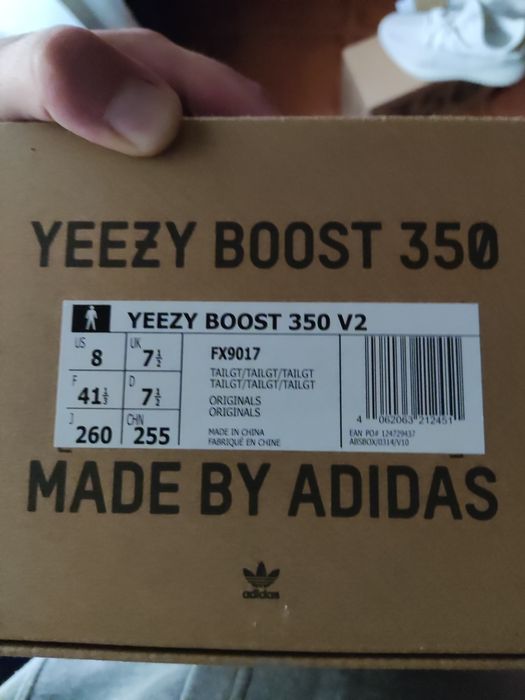 YEEZY BOOST 350
YEEZY BOOST 350 V2
US
8
UK
7½
F
41⅓
D
7½
J
260
CHN
255
FX9017
TAILGT/TAILGT/TAILGT
TAILGT/TAILGT/TAILGT
ORIGINALS
ORIGINALS
MADE IN CHINA
FABRIQUÉ EN CHINE
4 062063 212451
EAN PO# 124729437
ABSBOX/0314/V10
MADE BY ADIDAS
adidas